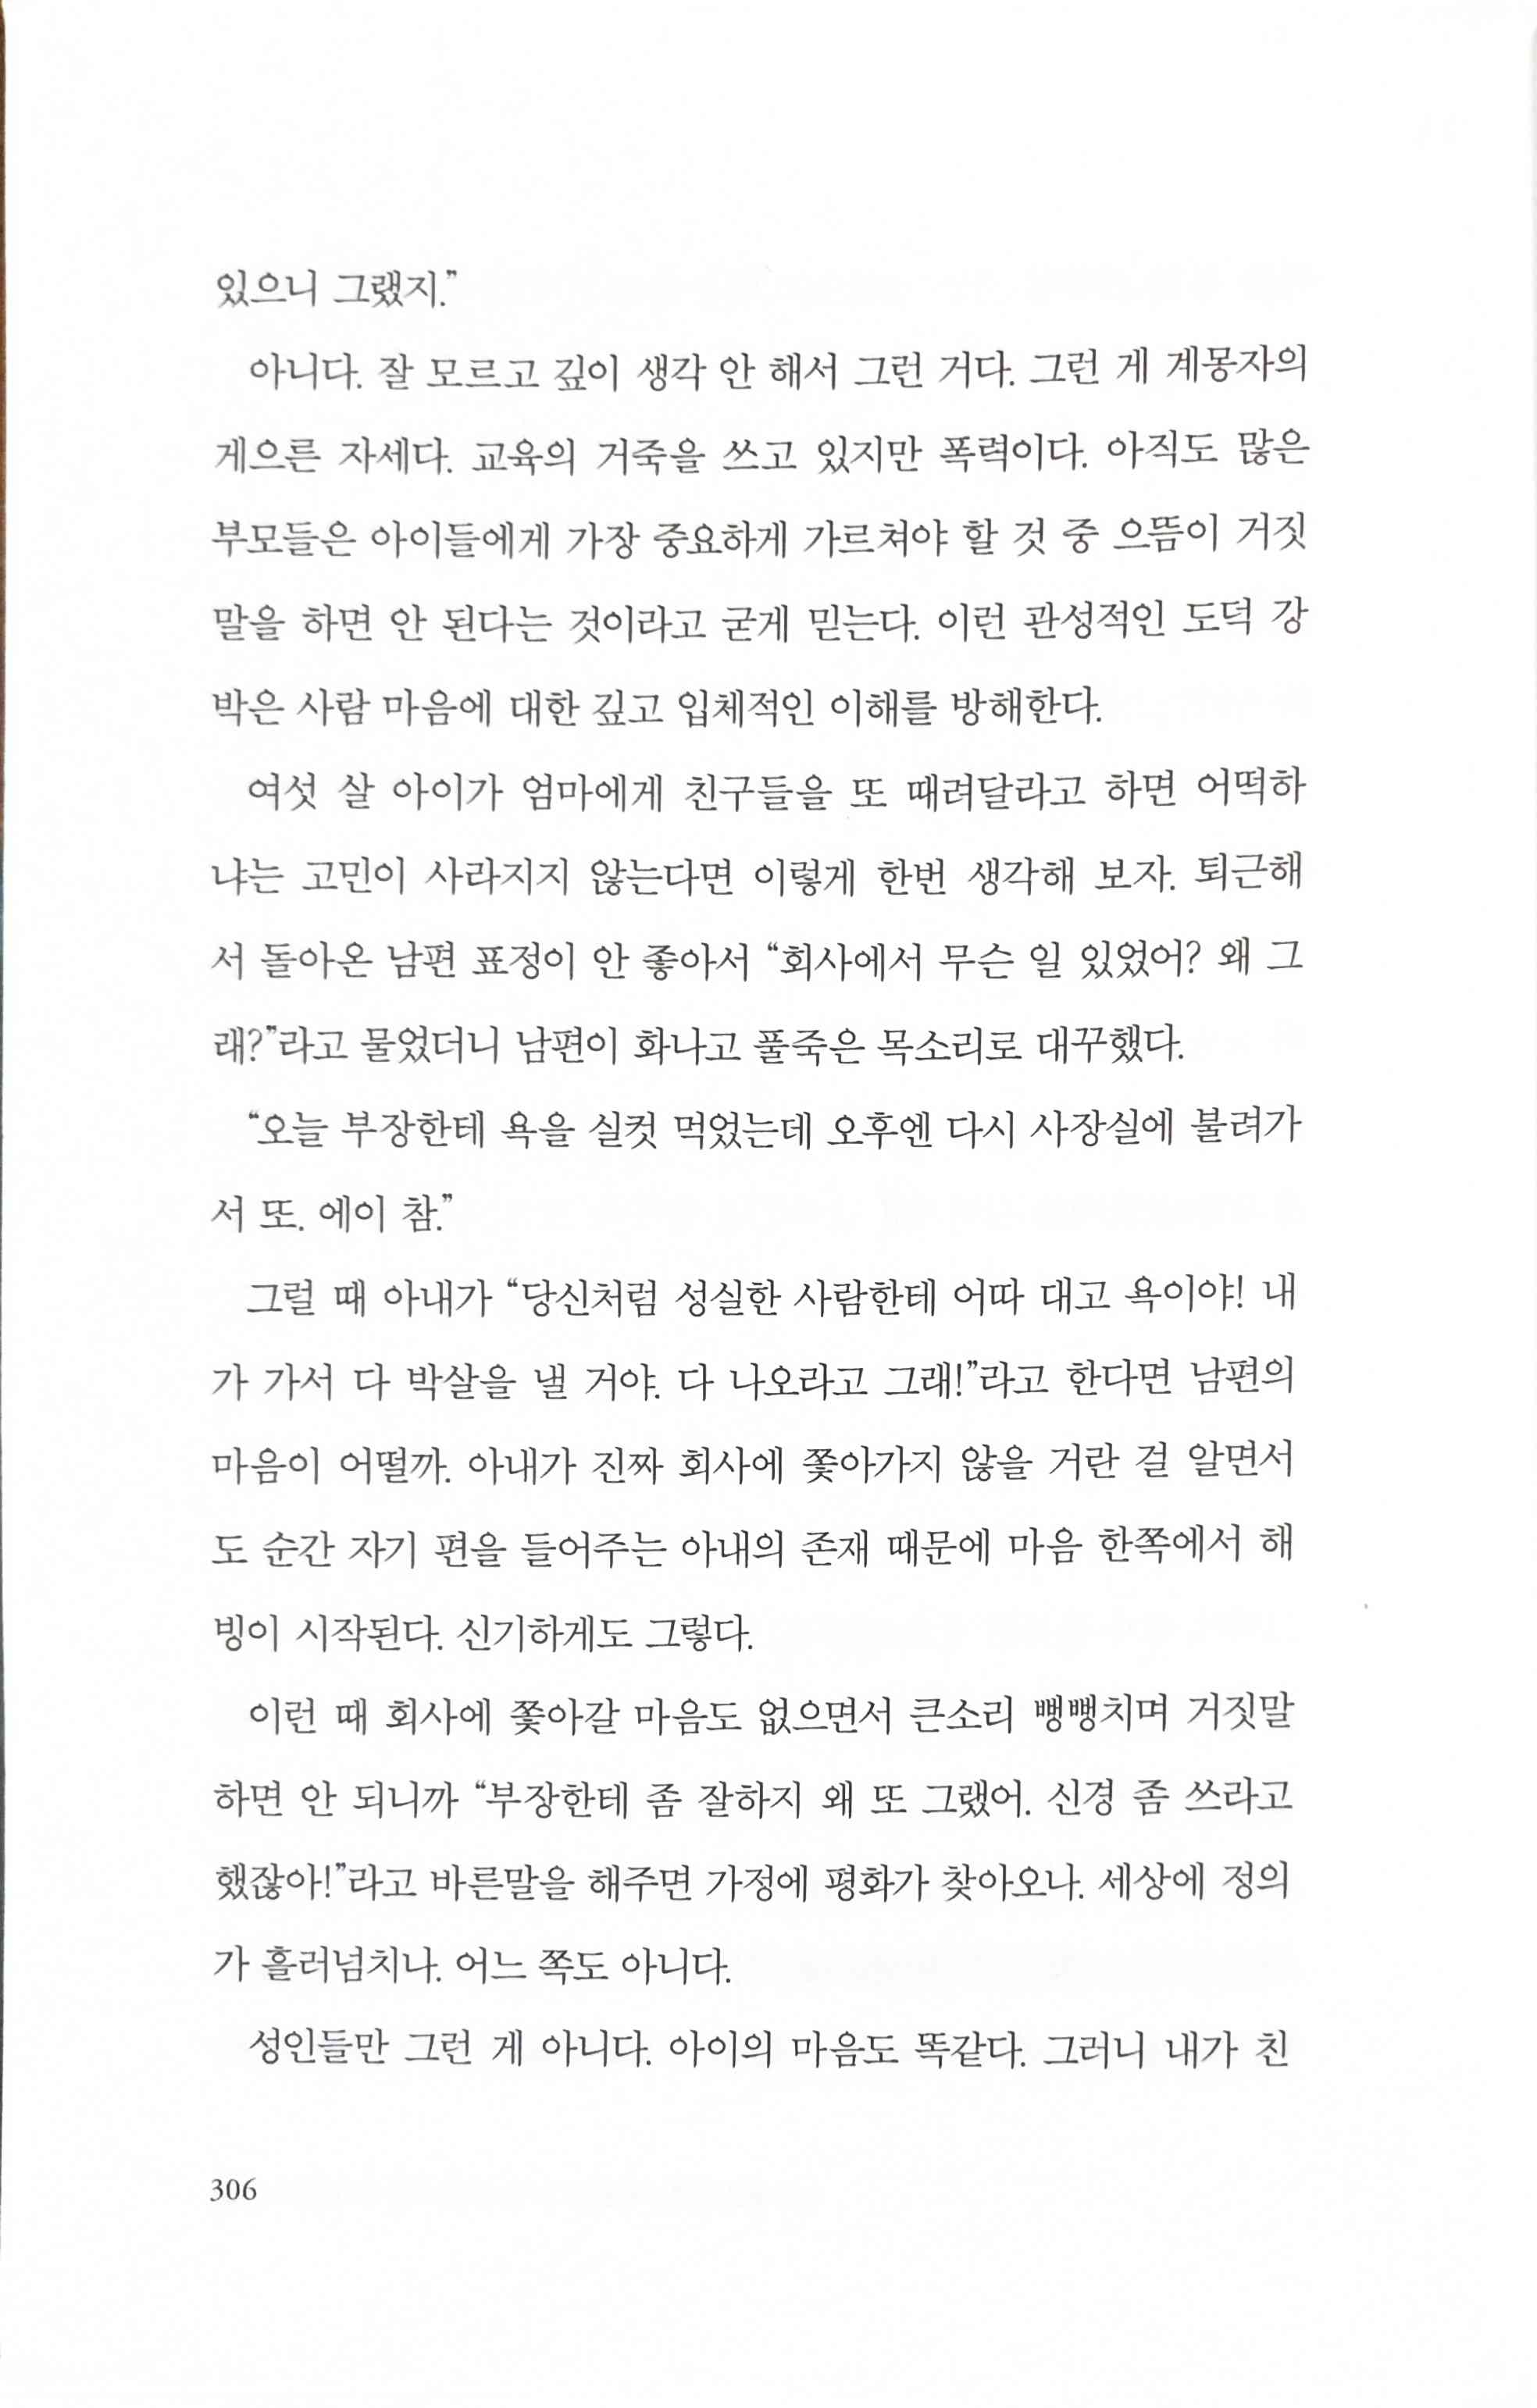 있으니 그랬지.”
아니다. 잘 모르고 깊이 생각 안 해서 그런 거다. 그런 게 계몽자의
게으른 자세다. 교육의 거죽을 쓰고 있지만 폭력이다. 아직도 많은
부모들은 아이들에게 가장 중요하게 가르쳐야 할 것 중 으뜸이 거짓
말을 하면 안 된다는 것이라고 굳게 믿는다. 이런 관성적인 도덕 강
박은 사람 마음에 대한 깊고 입체적인 이해를 방해한다.
여섯 살 아이가 엄마에게 친구들을 또 때려달라고 하면 어떡하
냐는 고민이 사라지지 않는다면 이렇게 한번 생각해 보자. 퇴근해
서 돌아온 남편 표정이 안 좋아서 “회사에서 무슨 일 있었어? 왜 그
래?”라고 물었더니 남편이 화나고 풀죽은 목소리로 대꾸했다.
“오늘 부장한테 욕을 실컷 먹었는데 오후엔 다시 사장실에 불려가
서 또. 에이 참.”
그럴 때 아내가 “당신처럼 성실한 사람한테 어따 대고 욕이야! 내
가 가서 다 박살을 낼 거야. 다 나오라고 그래!”라고 한다면 남편의
마음이 어떨까. 아내가 진짜 회사에 쫓아가지 않을 거란 걸 알면서
도 순간 자기 편을 들어주는 아내의 존재 때문에 마음 한쪽에서 해
빙이 시작된다. 신기하게도 그렇다.
이런 때 회사에 쫓아갈 마음도 없으면서 큰소리 뻥뻥치며 거짓말
하면 안 되니까 “부장한테 좀 잘하지 왜 또 그랬어. 신경 좀 쓰라고
했잖아!”라고 바른말을 해주면 가정에 평화가 찾아오나. 세상에 정의
가 흘러넘치나. 어느 쪽도 아니다.
성인들만 그런 게 아니다. 아이의 마음도 똑같다. 그러니 내가 친
306